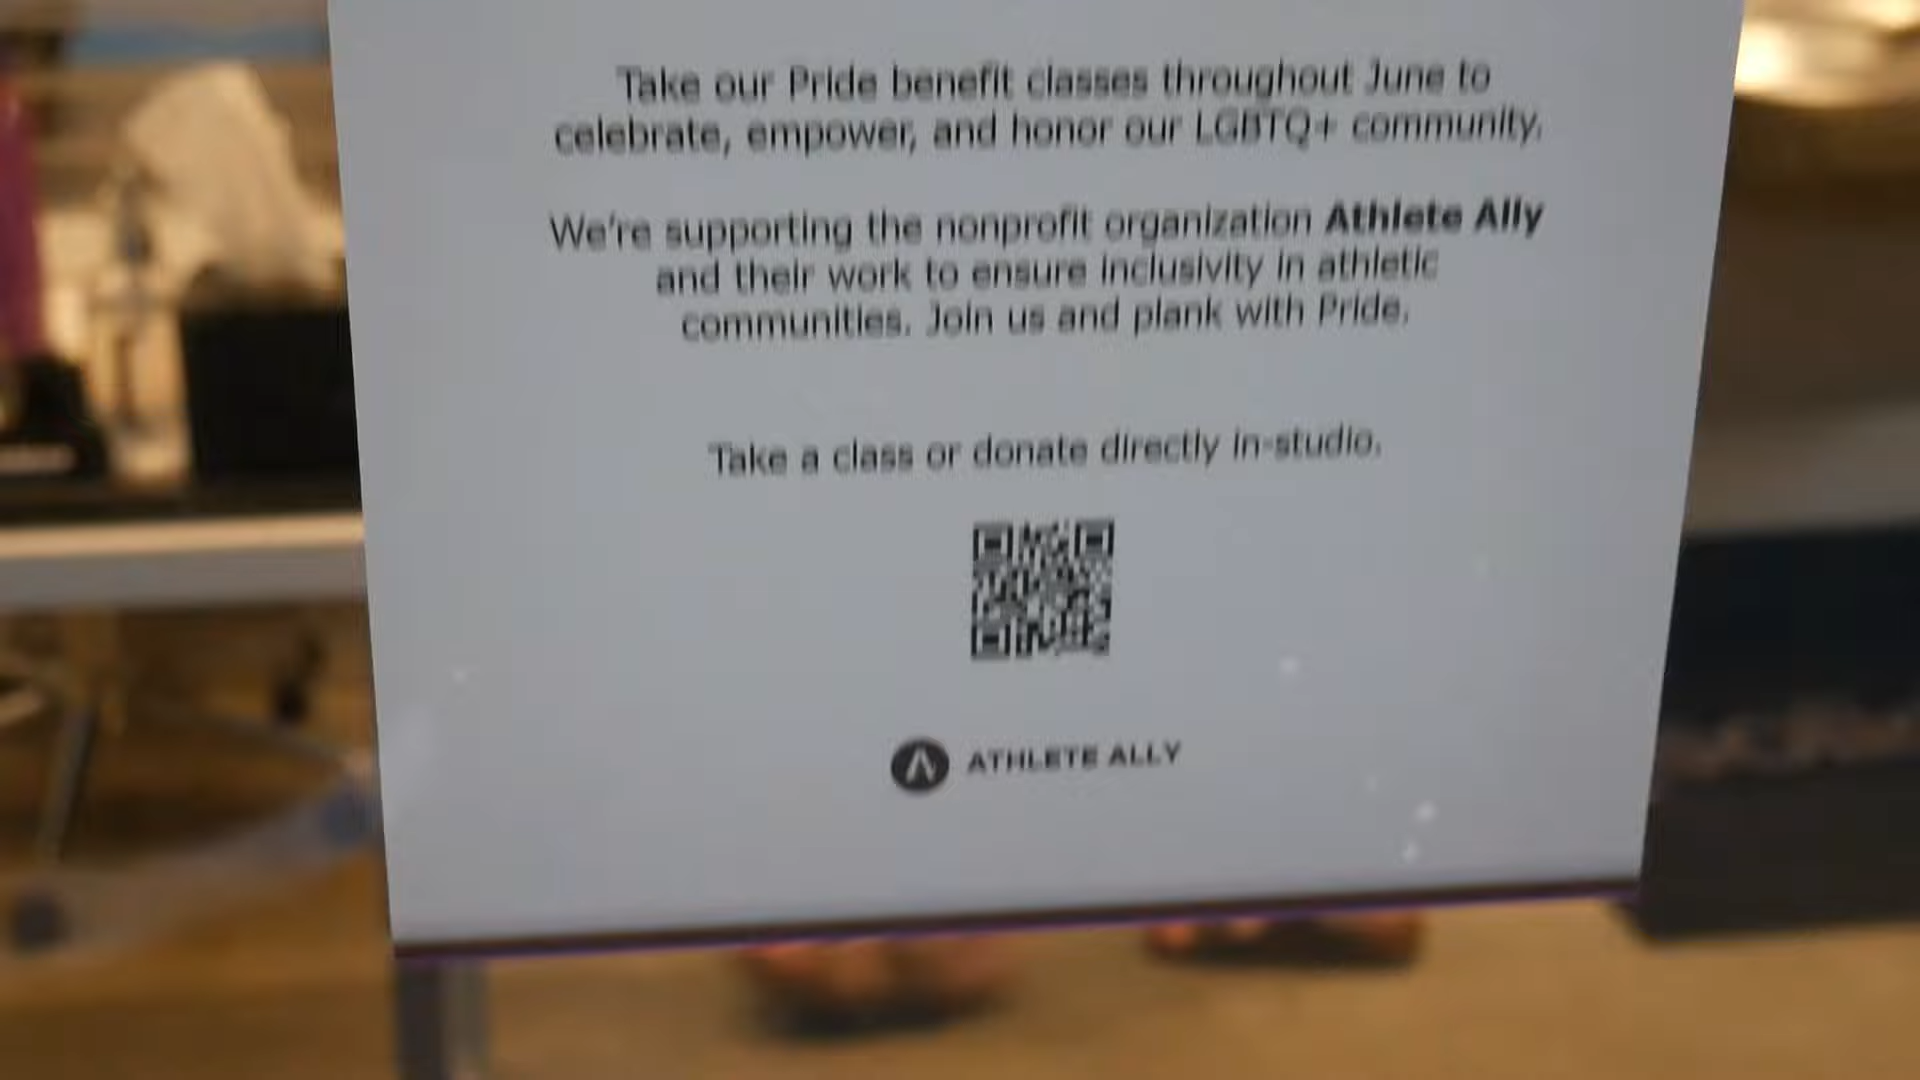 Take our Pride benefit classes throughout June to
celebrate, empower, and honor our LGBTQ+ community.
We're supporting the nonprofit organization Athlete Ally
and their work to ensure inclusivity in athletic
communities. Join us and plank with Pride.
Take a class or donate directly in-studio.
ATHLETE ALLY